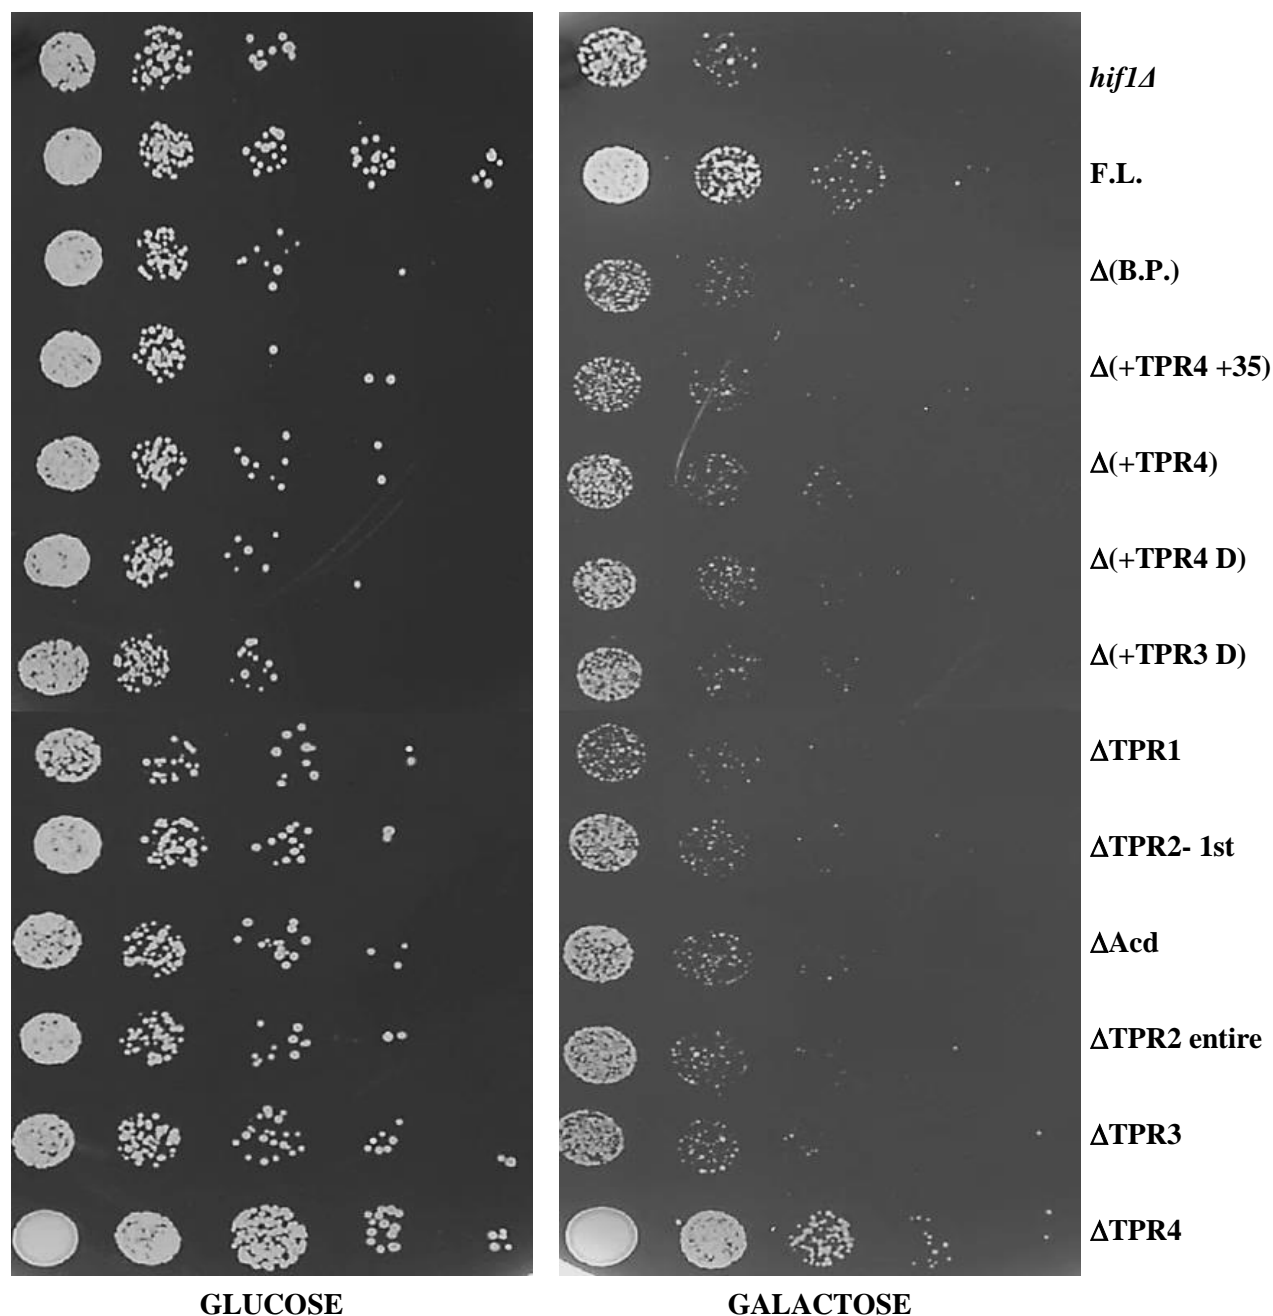 hif1Δ
F.L.
Δ(B.P.)
Δ(+TPR4 +35)
Δ(+TPR4)
Δ(+TPR4 D)
Δ(+TPR3 D)
ΔTPR1
ΔTPR2- 1st
ΔAcd
ΔTPR2 entire
ΔTPR3
ΔTPR4
GLUCOSE GALACTOSE